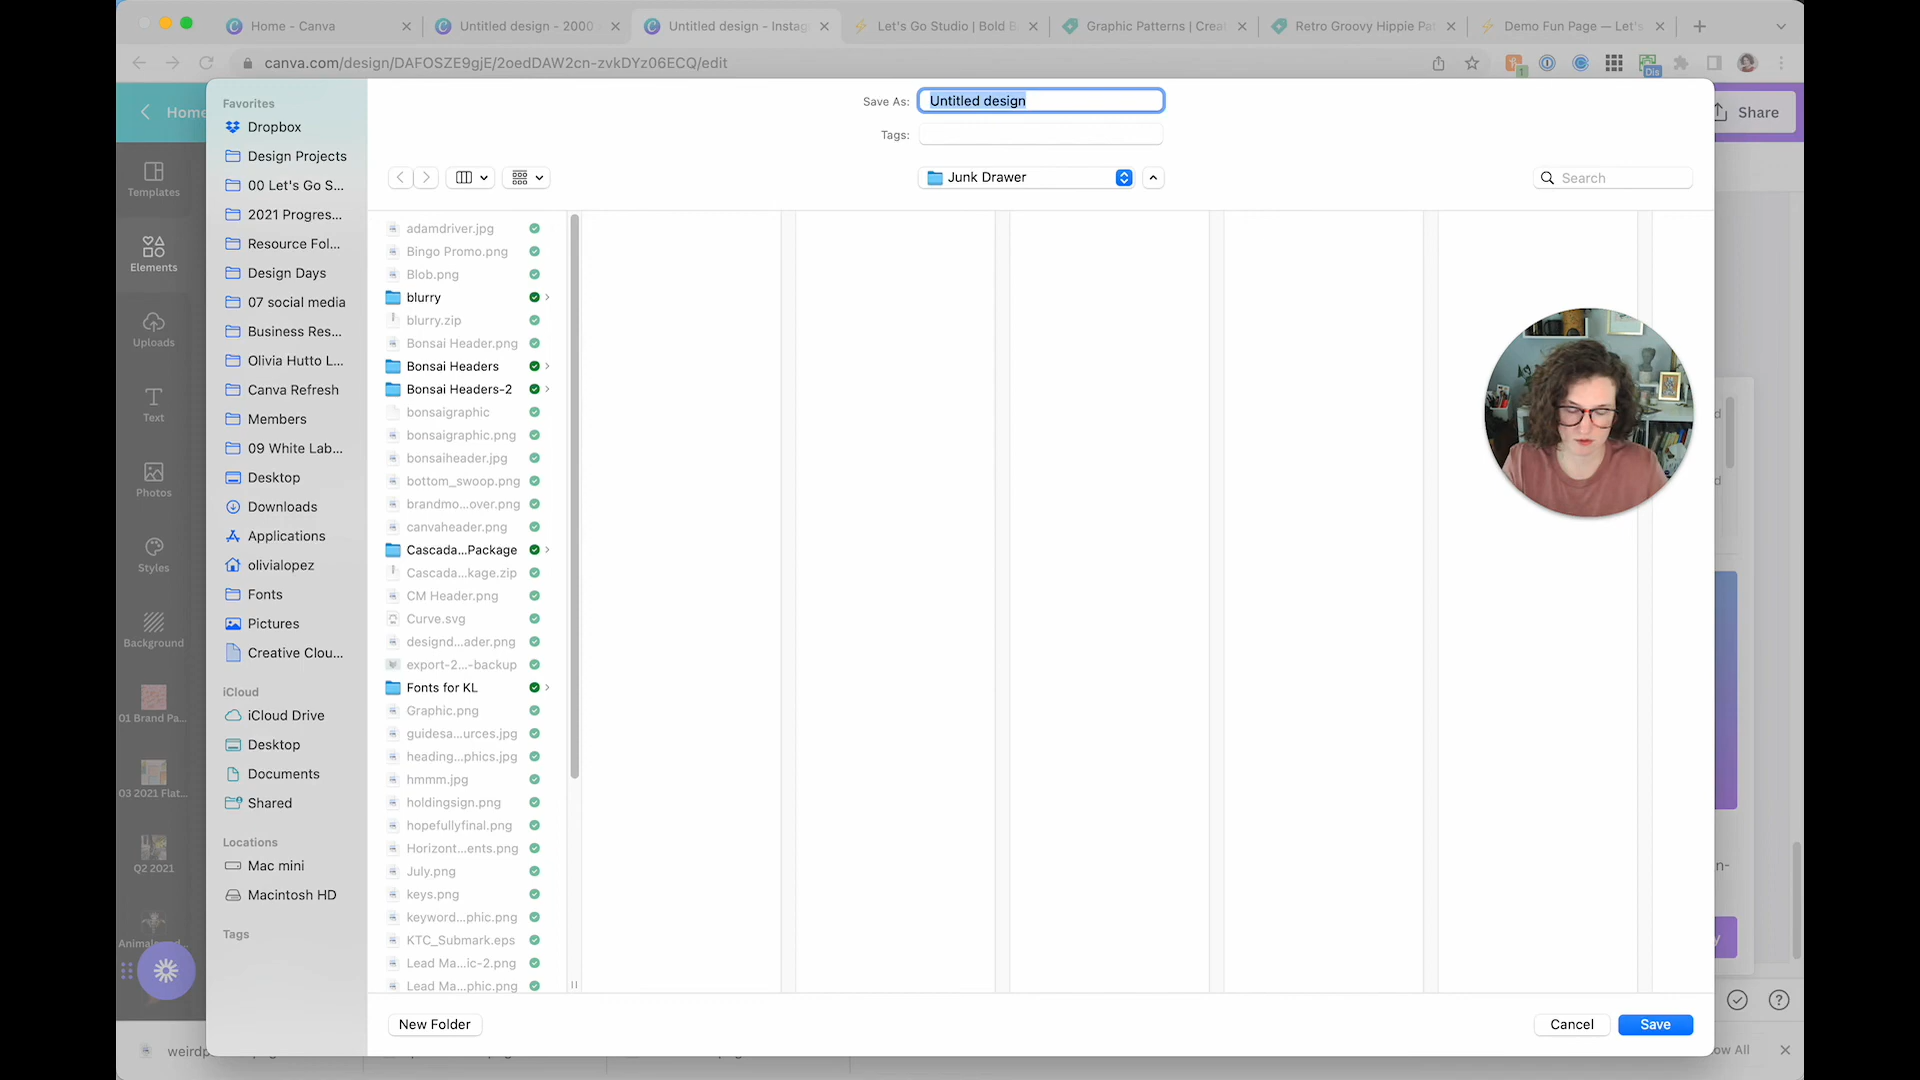 Home - Canva
Untitled design - 2000
Untitled design - Instag
Let's Go Studio | Bold B
Graphic Patterns | Creat
Retro Groovy Hippie Pat
Demo Fun Page — Let's
canva.com/design/DAFOSZE9gjE/2oedDAW2cn-zvkDYz06ECQ/edit
1
Dis
Home
Share
Templates
Elements
Uploads
Text
Photos
Styles
Background
01 Brand Pa...
03 2021 Flat...
Q2 2021
Favorites
Dropbox
Design Projects
00 Let's Go S...
2021 Progres...
Resource Fol...
Design Days
07 social media
Business Res...
Olivia Hutto L...
Canva Refresh
Members
09 White Lab...
Desktop
Downloads
Applications
olivialopez
Fonts
Pictures
Creative Clou...
iCloud
iCloud Drive
Desktop
Documents
Shared
Locations
Mac mini
Macintosh HD
Tags
Save As: Untitled design
Tags:
Junk Drawer
Search
adamdriver.jpg
Bingo Promo.png
Blob.png
blurry
blurry.zip
Bonsai Header.png
Bonsai Headers
Bonsai Headers-2
bonsaigraphic
bonsaigraphic.png
bonsaiheader.jpg
bottom_swoop.png
brandmo...over.png
canvaheader.png
Cascada...Package
Cascada...kage.zip
CM Header.png
Curve.svg
designd...ader.png
export-2...-backup
Fonts for KL
Graphic.png
guidesa...urces.jpg
heading...phics.jpg
hmmm.jpg
holdingsign.png
hopefullyfinal.png
Horizont...ents.png
July.png
keys.png
keyword...phic.png
KTC_Submark.eps
Lead Ma...ic-2.png
Lead Ma...phic.png
New Folder
Cancel
Save
weirdp